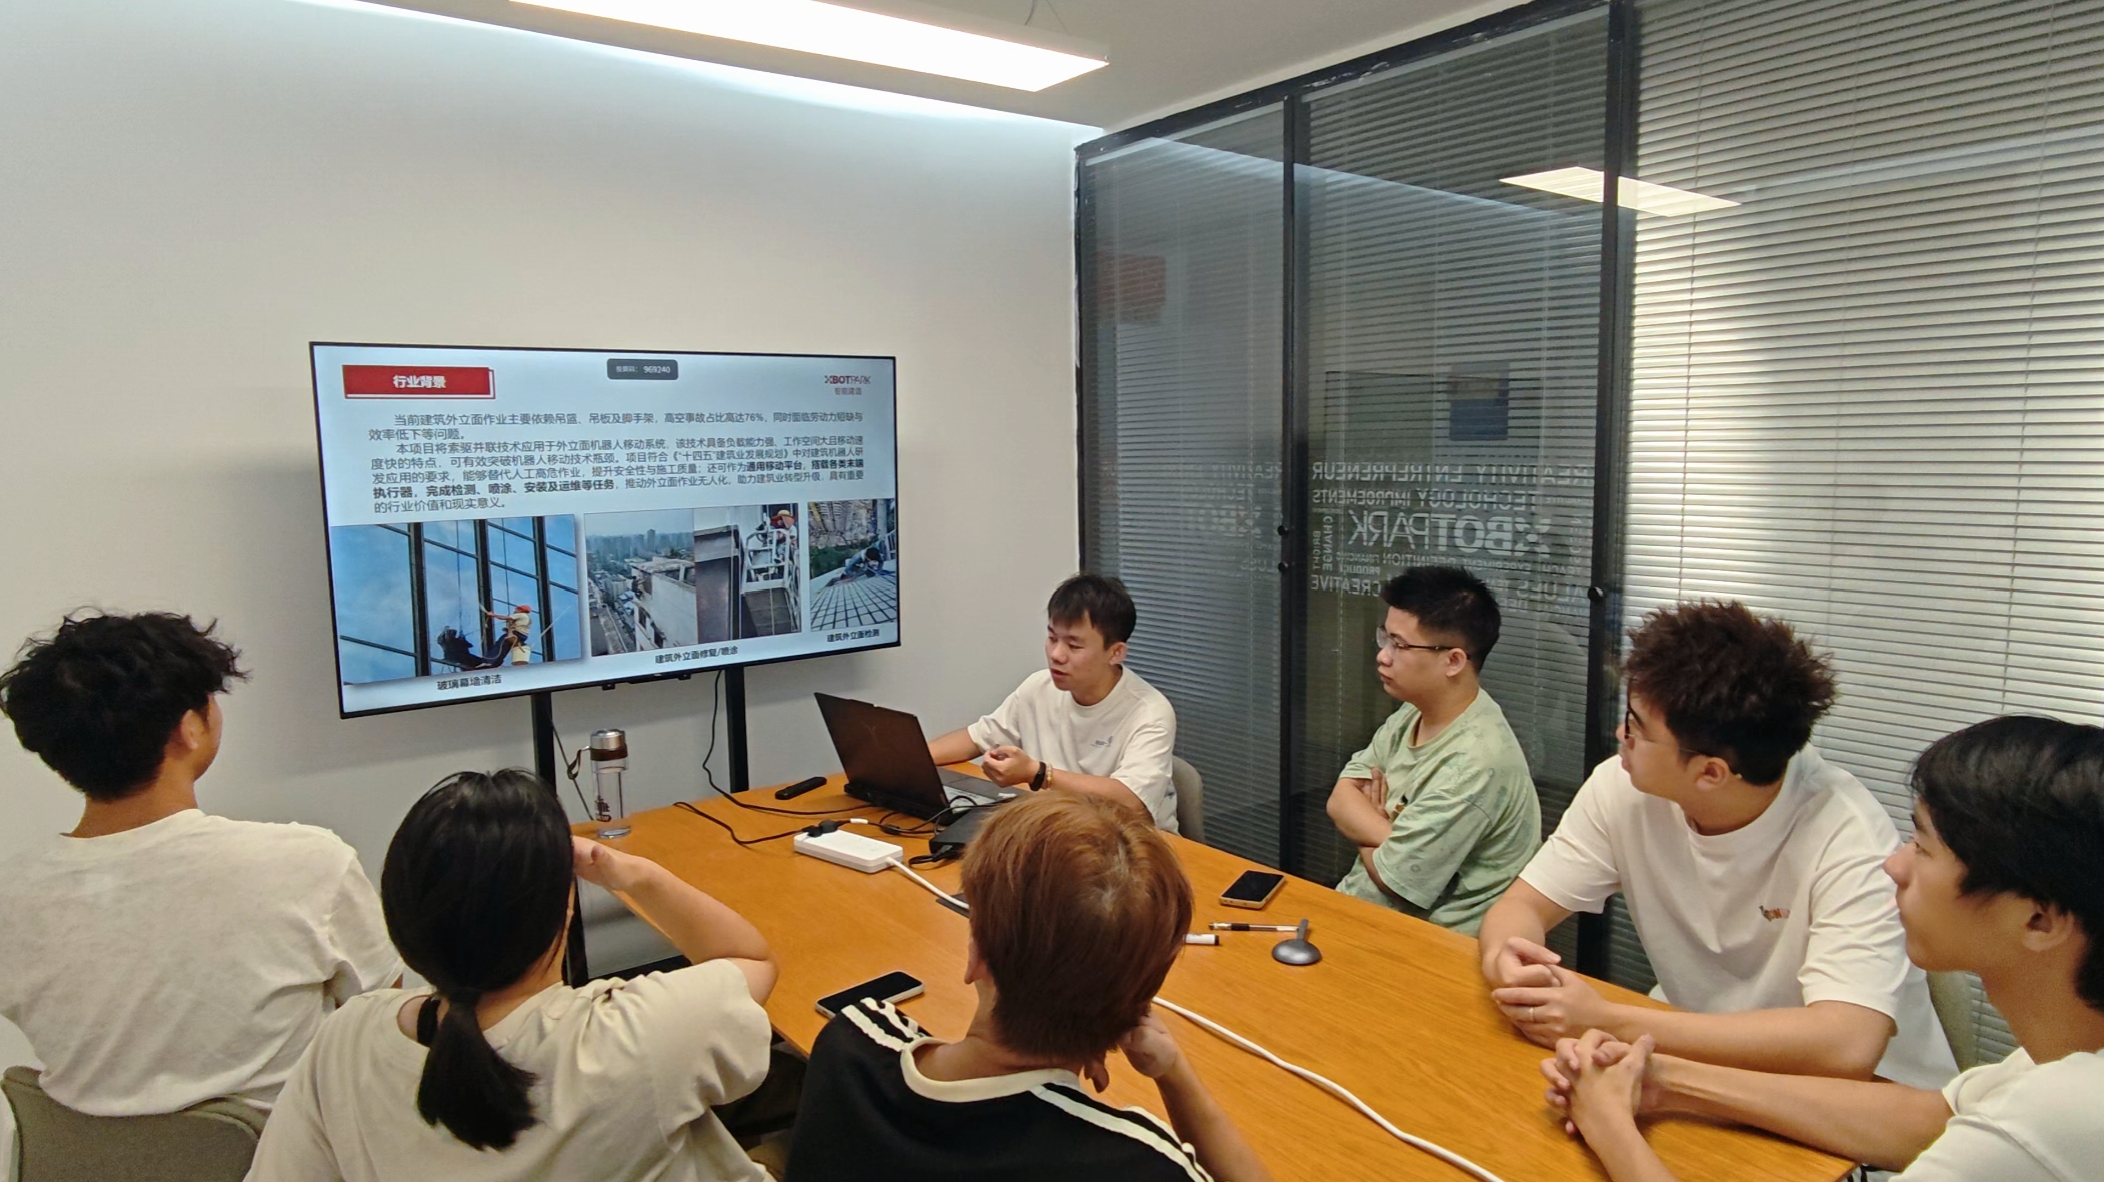 行业背景
投屏码： 969240
XBOTPARK
智能建造
当前建筑外立面作业主要依赖吊篮、吊板及脚手架，高空事故占比高达76%，同时面临劳动力短缺与
效率低下等问题。
本项目将索驱并联技术应用于外立面机器人移动系统，该技术具备负载能力强、工作空间大且移动速
度快的特点，可有效突破机器人移动技术瓶颈。项目符合《“十四五”建筑业发展规划》中对建筑机器人研
发应用的要求，能够替代人工高危作业，提升安全性与施工质量；还可作为通用移动平台，搭载各类末端
执行器，完成检测、喷涂、安装及运维等任务，推动外立面作业无人化、助力建筑业转型升级，具有重要
的行业价值和现实意义。
玻璃幕墙清洁
建筑外立面修复/喷涂
建筑外立面检测
CREATIVITY ENTREPRENEUR
TECHOLOGY IMPROEMENTS
XBOTPARK
CHANGE
BRIGHT
PRODUCT
CREATIVE